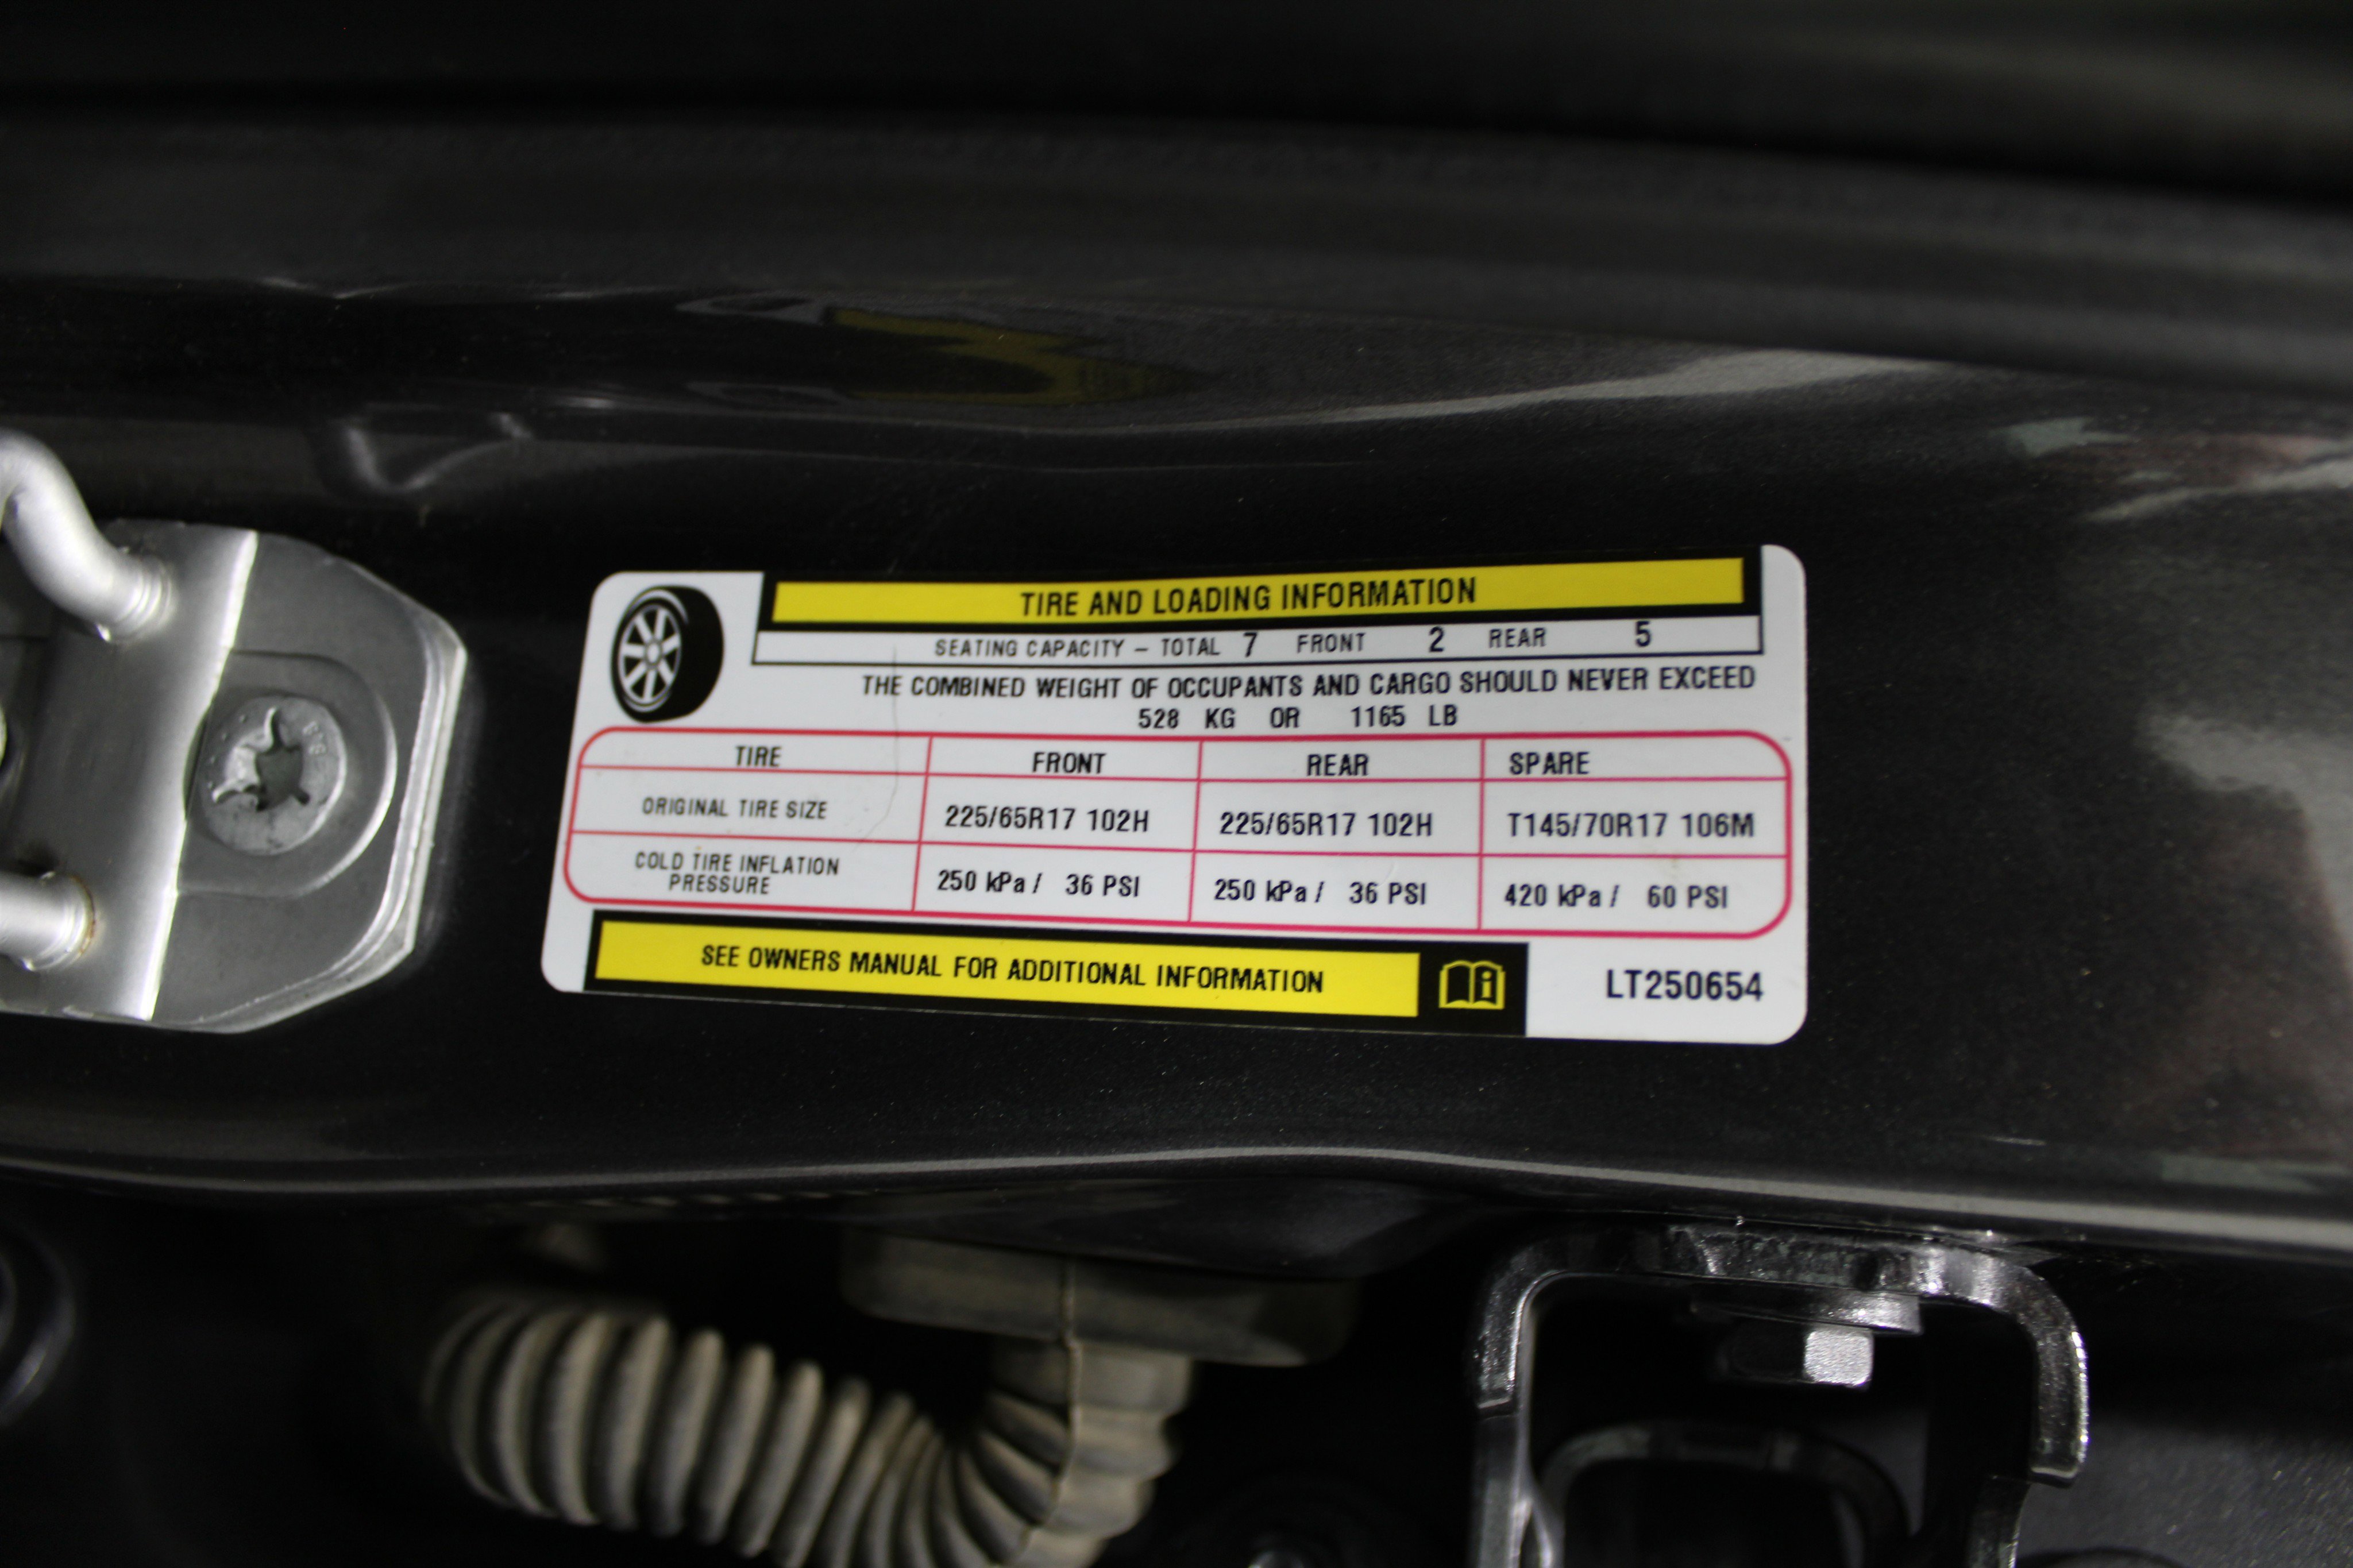 TIRE AND LOADING INFORMATION
SEATING CAPACITY – TOTAL 7 FRONT 2 REAR 5
THE COMBINED WEIGHT OF OCCUPANTS AND CARGO SHOULD NEVER EXCEED
528 KG OR 1165 LB
TIRE FRONT REAR SPARE
ORIGINAL TIRE SIZE 225/65R17 102H 225/65R17 102H T145/70R17 106M
COLD TIRE INFLATION
PRESSURE 250 kPa / 36 PSI 250 kPa / 36 PSI 420 kPa / 60 PSI
SEE OWNERS MANUAL FOR ADDITIONAL INFORMATION
LT250654